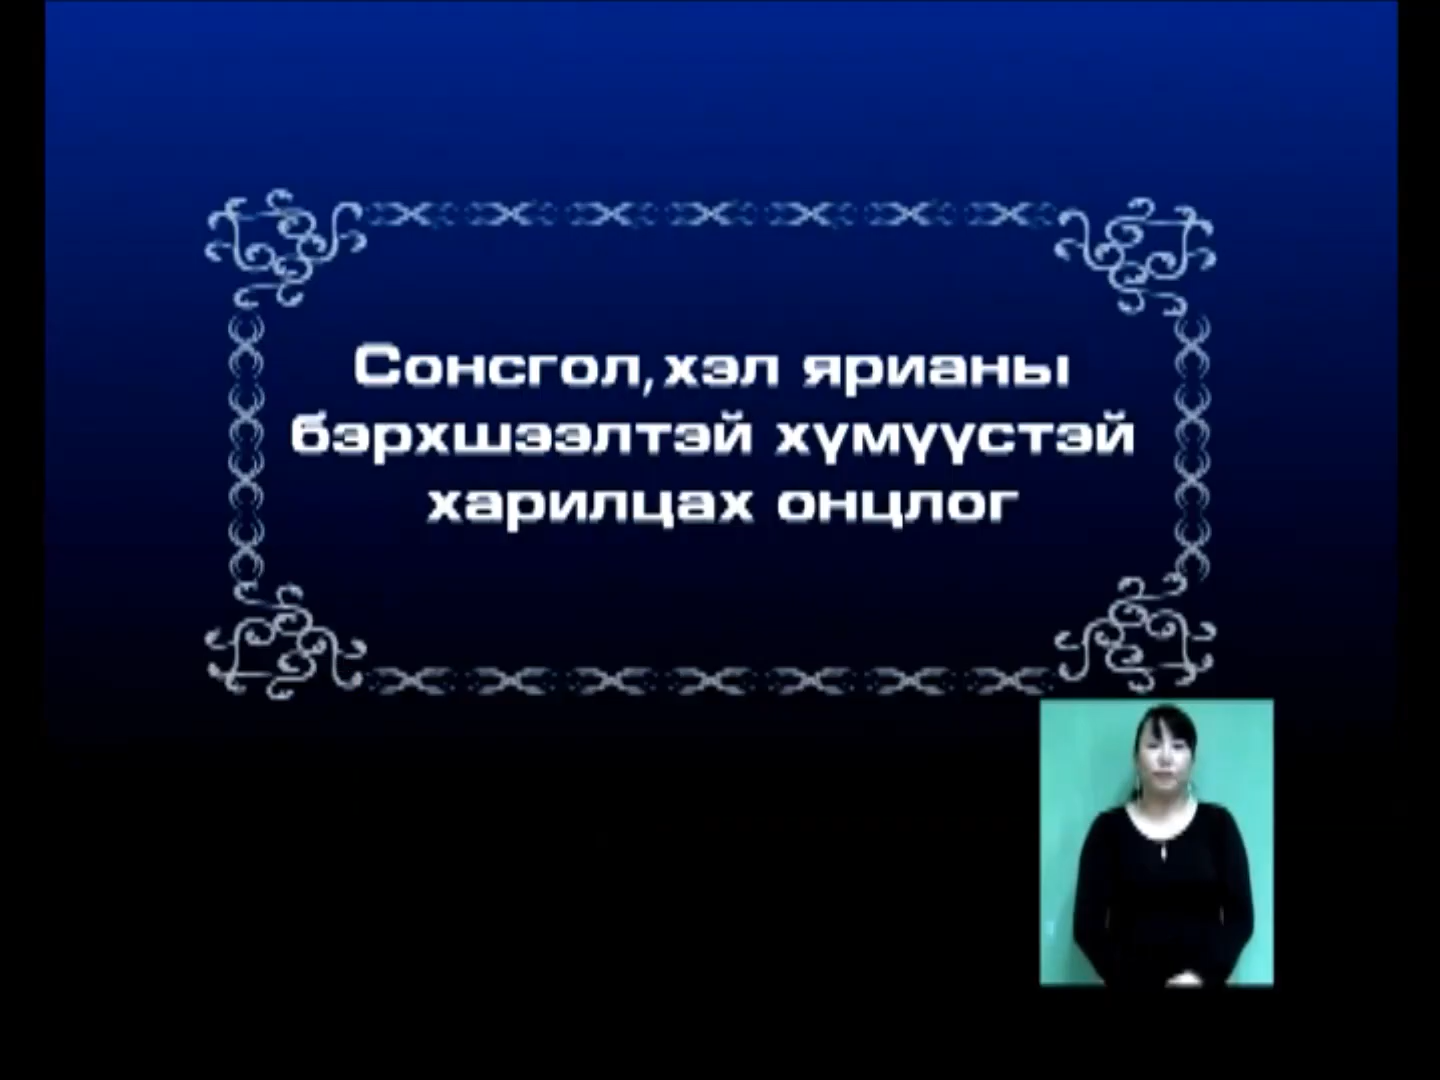 Сонсгол, хэл ярианы
бэрхшээлтэй хүмүүстэй
харилцах онцлог